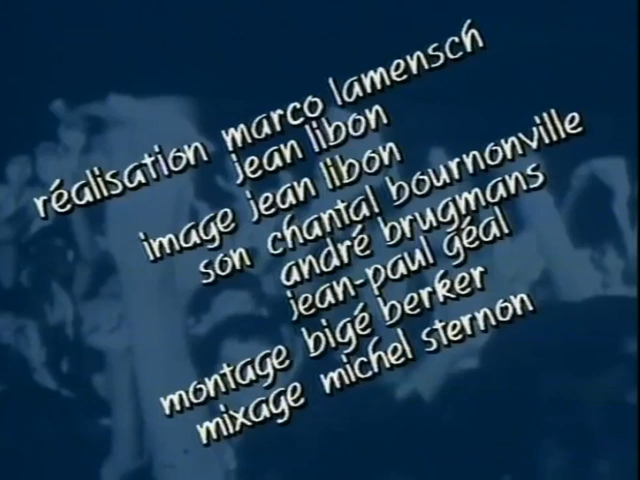 réalisation marco lamensch
jean libon
image jean libon
son chantal bournonville
andré brugmans
jean-paul géal
montage bigé berker
mixage michel sternon